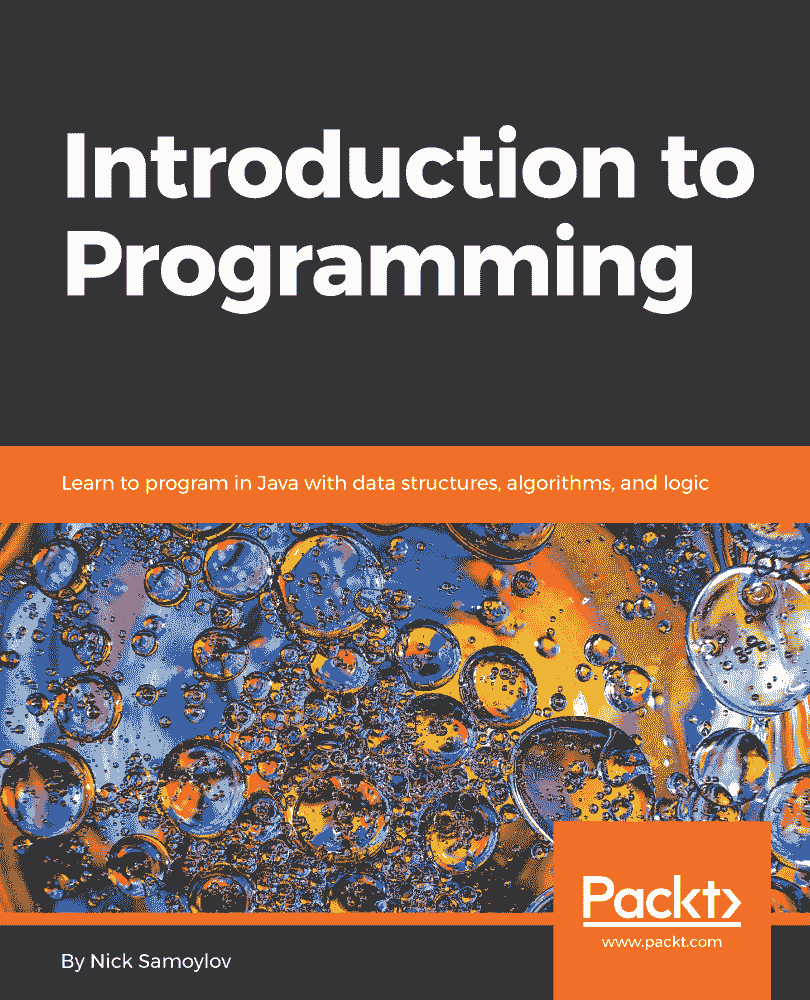 Introduction to
Programming
Learn to program in Java with data structures, algorithms, and logic
Packt>
www.packt.com
By Nick Samoylov